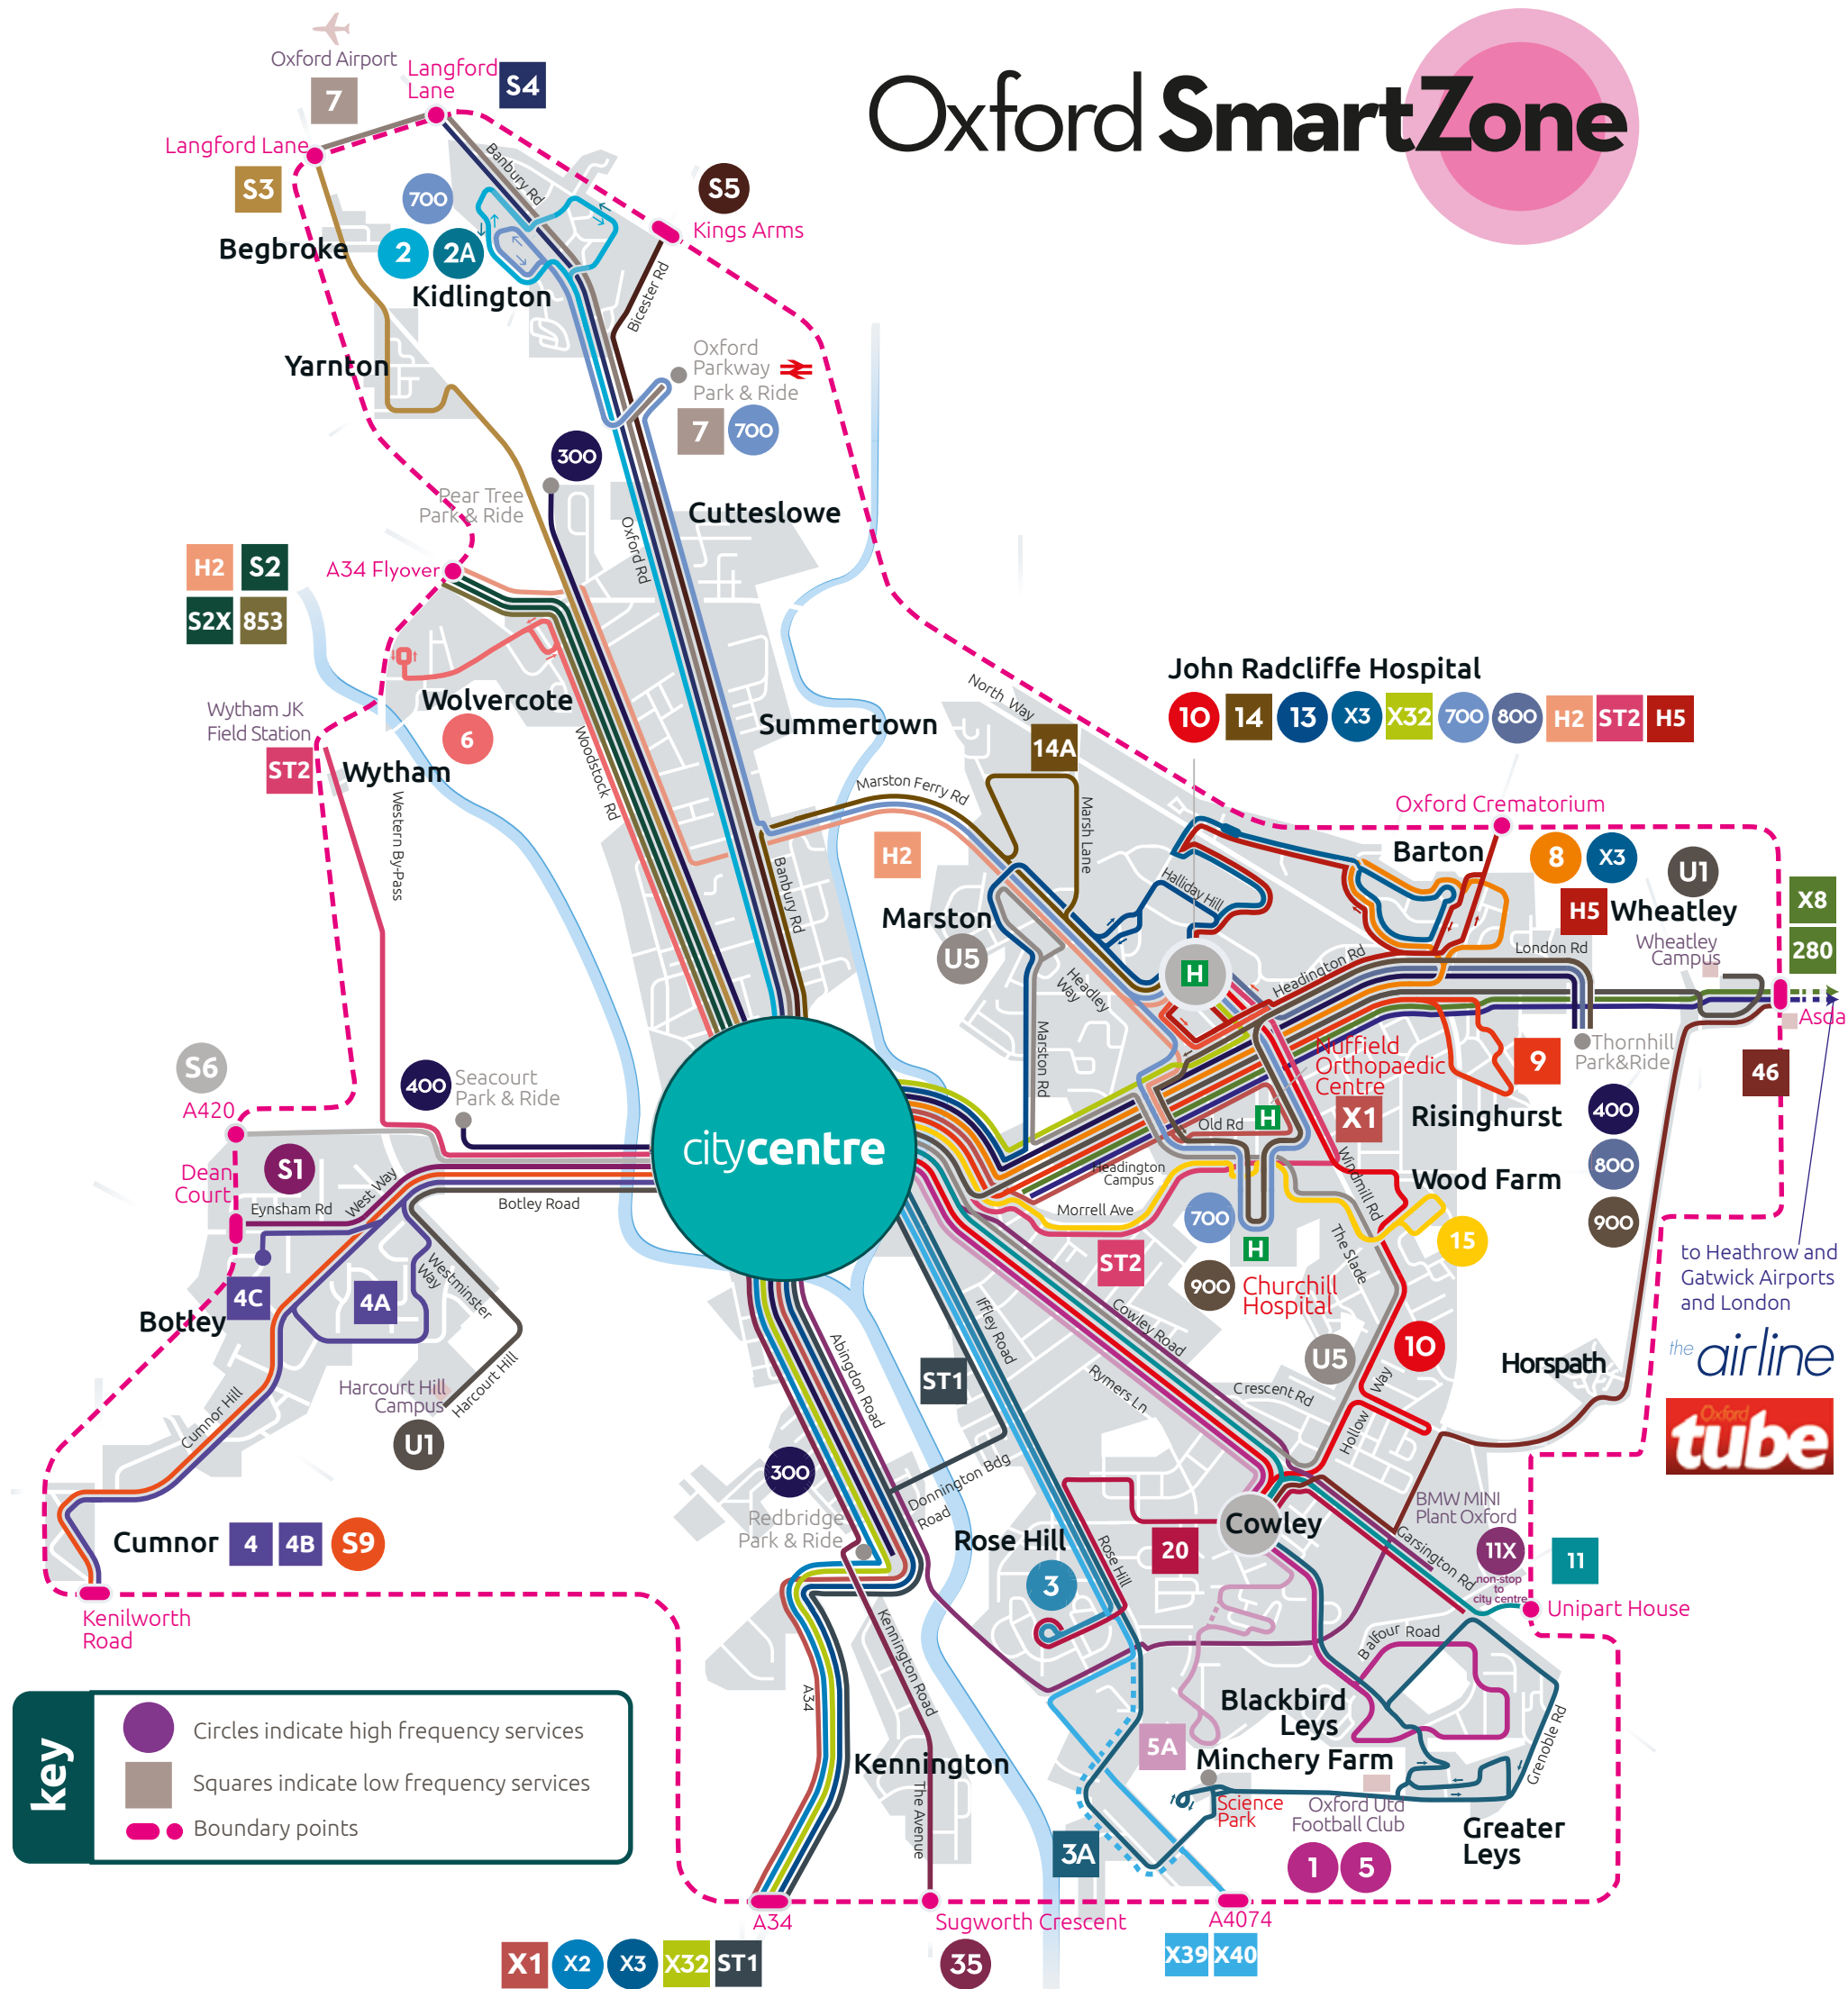 Oxford SmartZone
Oxford Airport
7
Langford
Lane
S4
Langford Lane
S3
Banbury Rd
700
S5
Kings Arms
Begbroke
2
2A
Kidlington
Bicester Rd
Yarnton
Oxford
Parkway
Park & Ride
7
700
300
Pear Tree
Park & Ride
Cutteslowe
Oxford Rd
H2
S2
S2X
853
A34 Flyover
Wolvercote
6
Woodstock Rd
Summertown
Wytham JK
Field Station
ST2
Wytham
Western By-Pass
North Way
14A
Marsh Lane
Marston Ferry Rd
H2
Banbury Rd
John Radcliffe Hospital
10
14
13
X3
X32
700
800
H2
ST2
H5
Oxford Crematorium
Barton
8
X3
U1
H5
Wheatley
Wheatley
Campus
X8
280
Asda
Marston
U5
Halliday Hill
H
Headley
Way
Marston Rd
Headington Rd
London Rd
Thornhill
Park&Ride
9
46
Nuffield
Orthopaedic
Centre
X1
Risinghurst
400
800
900
Old Rd
H
Headington
Campus
Windmill Rd
Wood Farm
15
Morrell Ave
ST2
700
H
900
Churchill
Hospital
The Slade
to Heathrow and
Gatwick Airports
and London
the airline
Oxford
tube
S6
A420
400
Seacourt
Park & Ride
citycentre
Dean
Court
S1
Eynsham Rd
West Way
Botley Road
4C
4A
Botley
Westminster
Way
Harcourt Hill
Campus
Harcourt Hill
U1
Cumnor Hill
Cumnor
4
4B
S9
Kenilworth
Road
Abingdon Road
ST1
Iffley Road
Cowley Road
Rymers Ln
Crescent Rd
U5
10
Hollow
Way
Horspath
300
Redbridge
Park & Ride
Donnington Bdg
Road
Rose Hill
3
Rose Hill
20
Cowley
BMW MINI
Plant Oxford
11X
non-stop
to
city centre
Garsington Rd
11
Unipart House
Balfour Road
Blackbird
Leys
5A
Minchery Farm
Grenoble Rd
Science
Park
Oxford Utd
Football Club
1
5
Greater
Leys
3A
A34
Kennington Road
Kennington
The Avenue
key
Circles indicate high frequency services
Squares indicate low frequency services
Boundary points
A34
X1
X2
X3
X32
ST1
Sugworth Crescent
35
A4074
X39
X40